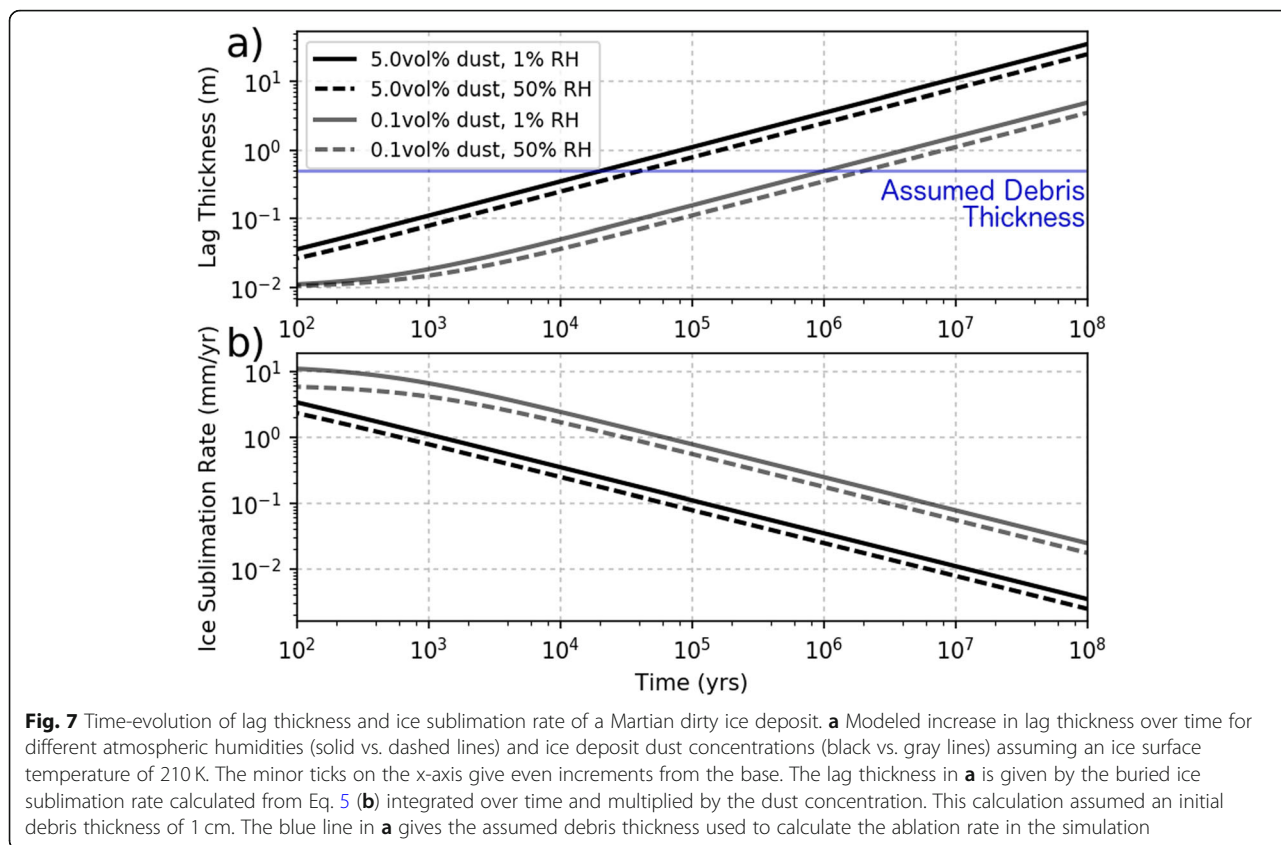 a)
Lag Thickness (m)
5.0vol% dust, 1% RH
5.0vol% dust, 50% RH
0.1vol% dust, 1% RH
0.1vol% dust, 50% RH
10¹
10⁰
10⁻¹
10⁻²
Assumed Debris
Thickness
10² 10³ 10⁴ 10⁵ 10⁶ 10⁷ 10⁸
b)
Ice Sublimation Rate (mm/yr)
10¹
10⁰
10⁻¹
10⁻²
10² 10³ 10⁴ 10⁵ 10⁶ 10⁷ 10⁸
Time (yrs)
Fig. 7 Time-evolution of lag thickness and ice sublimation rate of a Martian dirty ice deposit. a Modeled increase in lag thickness over time for
different atmospheric humidities (solid vs. dashed lines) and ice deposit dust concentrations (black vs. gray lines) assuming an ice surface
temperature of 210 K. The minor ticks on the x-axis give even increments from the base. The lag thickness in a is given by the buried ice
sublimation rate calculated from Eq. 5 (b) integrated over time and multiplied by the dust concentration. This calculation assumed an initial
debris thickness of 1 cm. The blue line in a gives the assumed debris thickness used to calculate the ablation rate in the simulation